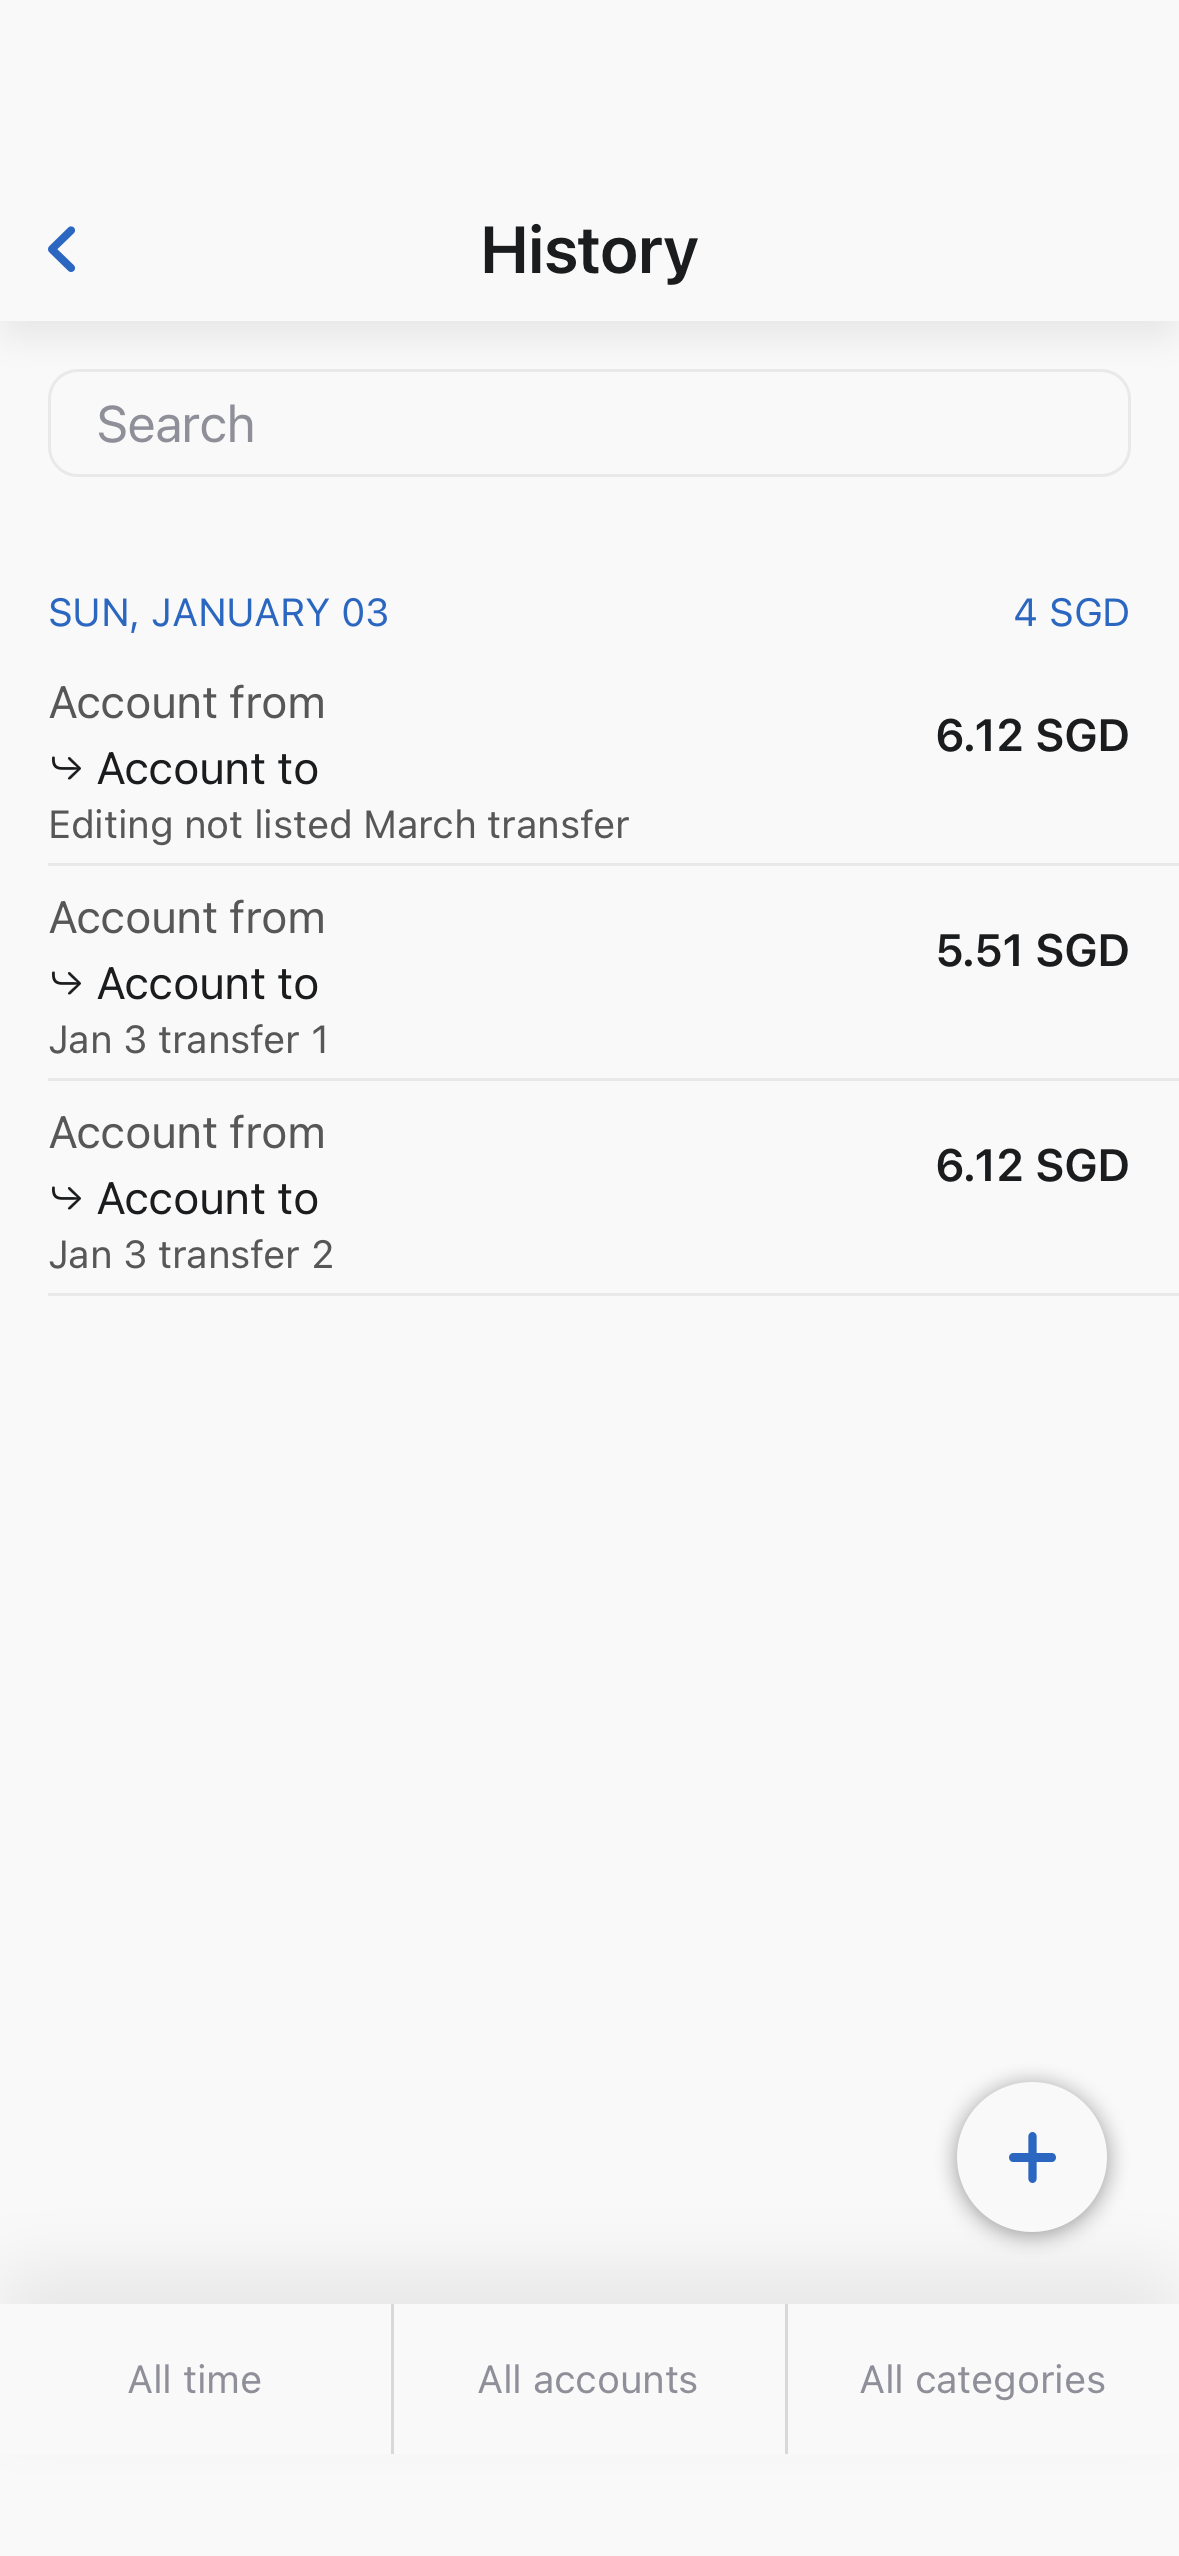 History
Search
SUN, JANUARY 03 4 SGD
Account from
6.12 SGD
Account to
Editing not listed March transfer
Account from
5.51 SGD
Account to
Jan 3 transfer 1
Account from
6.12 SGD
Account to
Jan 3 transfer 2
All time All accounts All categories